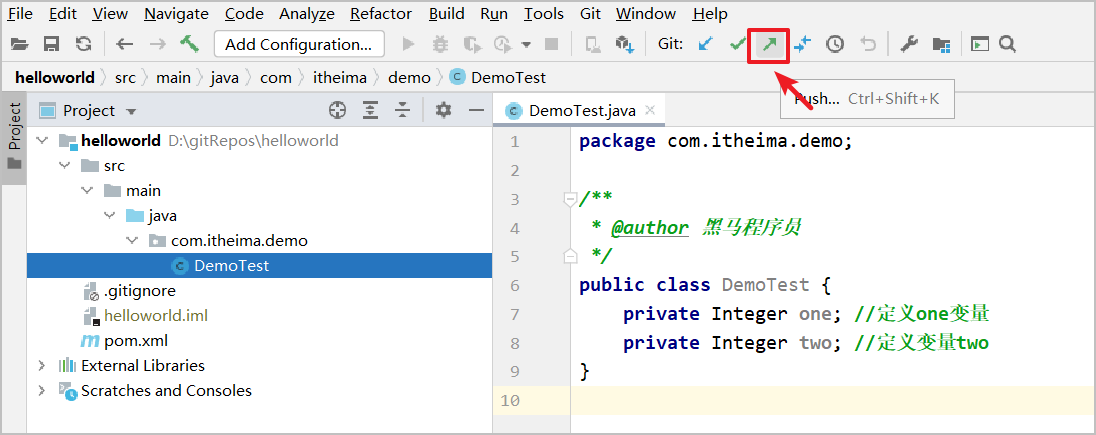 File Edit View Navigate Code Analyze Refactor Build Run Tools Git Window Help
Add Configuration... Git:
helloworld src main java com itheima demo DemoTest
Push... Ctrl+Shift+K
Project
Project
DemoTest.java
helloworld D:\gitRepos\helloworld
src
main
java
com.itheima.demo
DemoTest
.gitignore
helloworld.iml
pom.xml
External Libraries
Scratches and Consoles
1 package com.itheima.demo;
2
3 /**
4 * @author 黑马程序员
5 */
6 public class DemoTest {
7 private Integer one; //定义one变量
8 private Integer two; //定义变量two
9 }
10